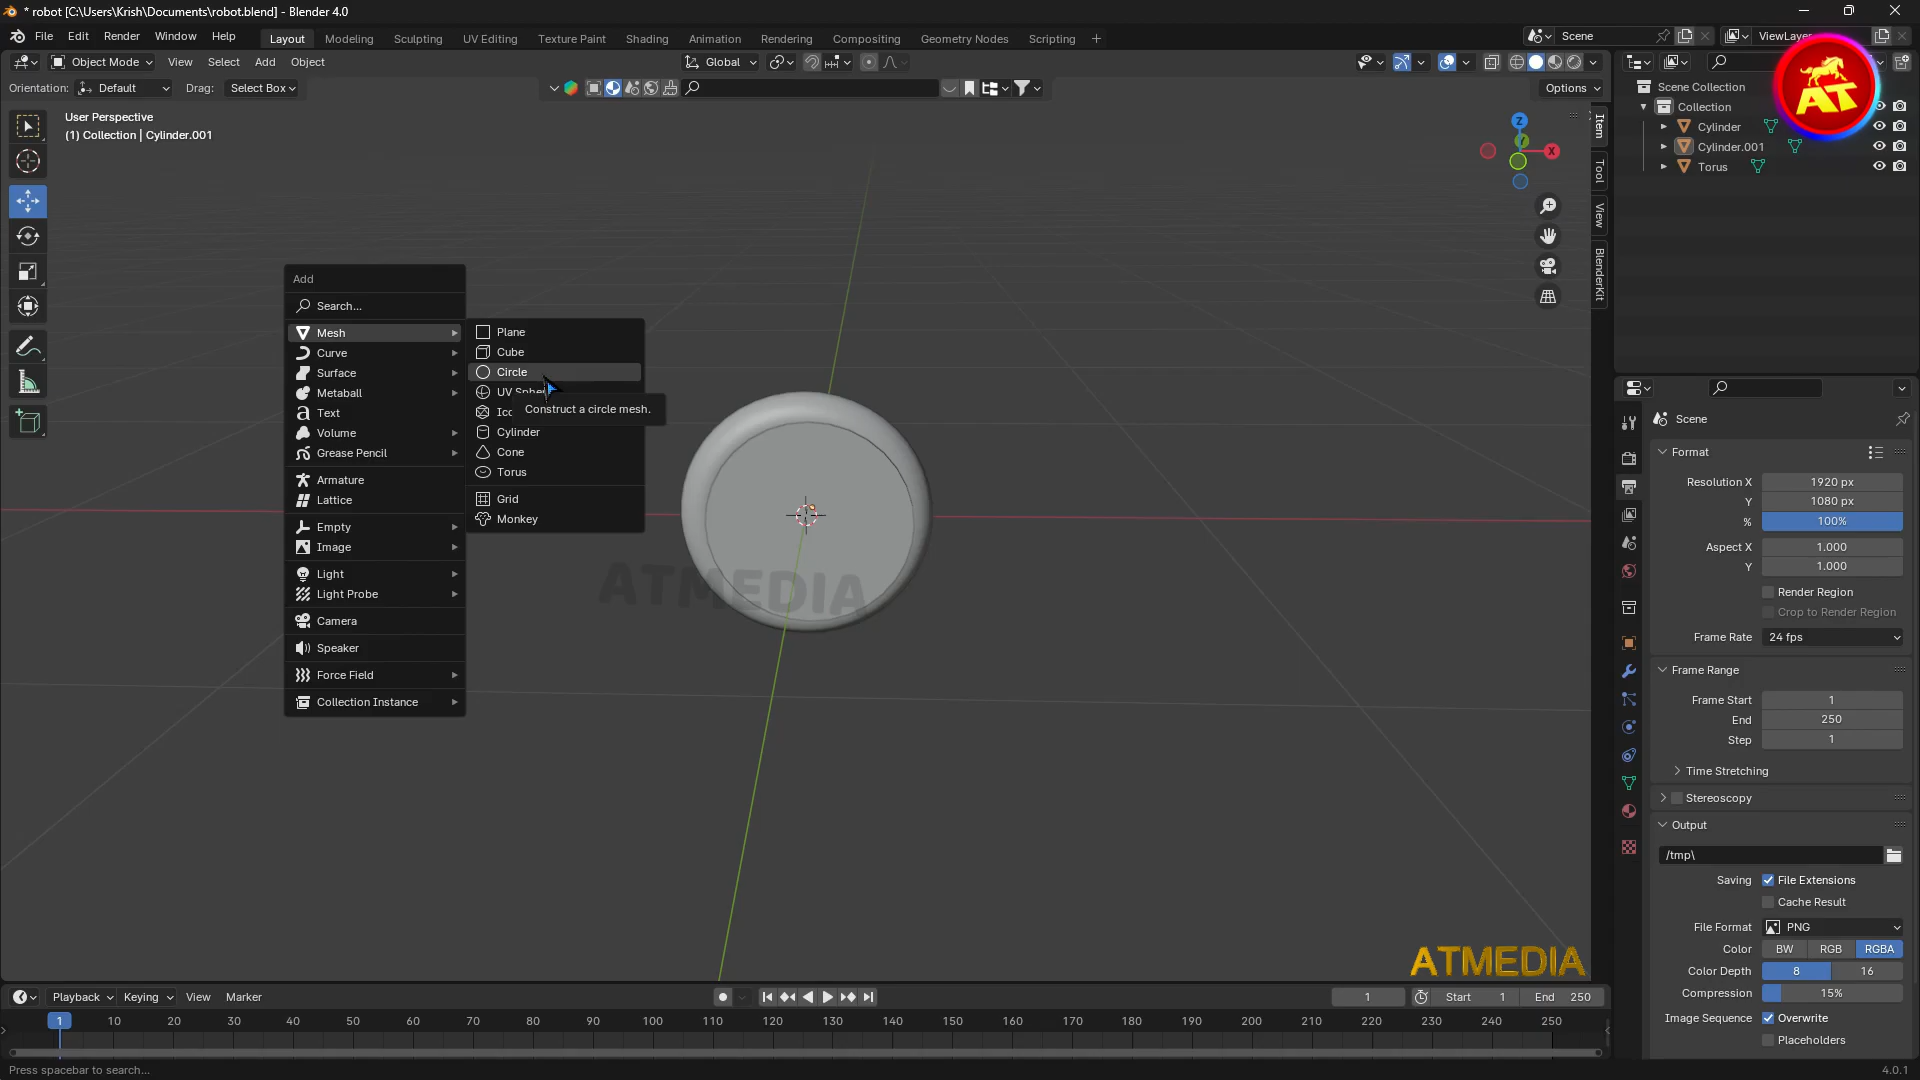 * robot [C:\Users\Krish\Documents\robot.blend] - Blender 4.0
File Edit Render Window Help Layout Modeling Sculpting UV Editing Texture Paint Shading Animation Rendering Compositing Geometry Nodes Scripting + Scene
Object Mode View Select Add Object Global
Orientation: Default Drag: Select Box Options
User Perspective
(1) Collection | Cylinder.001
Z
X
Item
Tool
View
BlenderKit
AT
Scene Collection
Collection
Cylinder
Cylinder.001
Torus
Add
Search...
Mesh
Curve
Surface
Metaball
Text
Volume
Grease Pencil
Armature
Lattice
Empty
Image
Light
Light Probe
Camera
Speaker
Force Field
Collection Instance
Plane
Cube
Circle
Construct a circle mesh.
Cylinder
Cone
Torus
Grid
Monkey
ATMEDIA
ATMEDIA
Scene
Format
Resolution X 1920 px
Y 1080 px
% 100%
Aspect X 1.000
Y 1.000
Render Region
Crop to Render Region
Frame Rate 24 fps
Frame Range
Frame Start 1
End 250
Step 1
Time Stretching
Stereoscopy
Output
/tmp\
Saving File Extensions
Cache Result
File Format PNG
Color BW RGB RGBA
Color Depth 8 16
Compression 15%
Image Sequence Overwrite
Placeholders
Playback Keying View Marker 1 Start 1 End 250
1 10 20 30 40 50 60 70 80 90 100 110 120 130 140 150 160 170 180 190 200 210 220 230 240 250
Press spacebar to search...
4.0.1